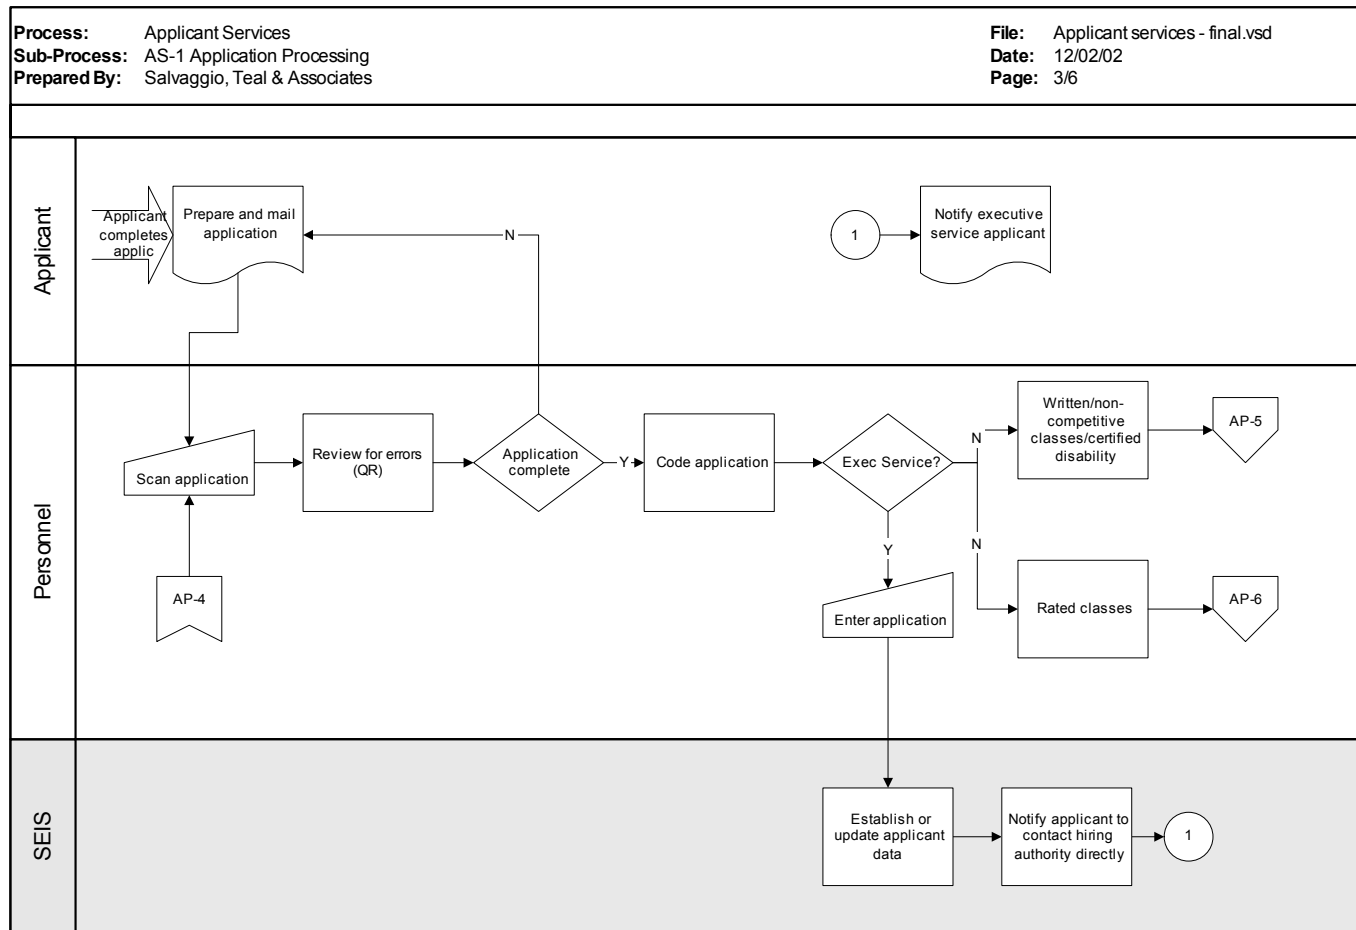 Process: Applicant Services
Sub-Process: AS-1 Application Processing
Prepared By: Salvaggio, Teal & Associates
File: Applicant services - final.vsd
Date: 12/02/02
Page: 3/6
Applicant
Applicant
completes
applic
Prepare and mail
application
N
1
Notify executive
service applicant
Personnel
Scan application
AP-4
Review for errors
(QR)
Application
complete
Y
Code application
Exec Service?
N
Written/non-
competitive
classes/certified
disability
AP-5
N
Rated classes
AP-6
Y
Enter application
SEIS
Establish or
update applicant
data
Notify applicant to
contact hiring
authority directly
1